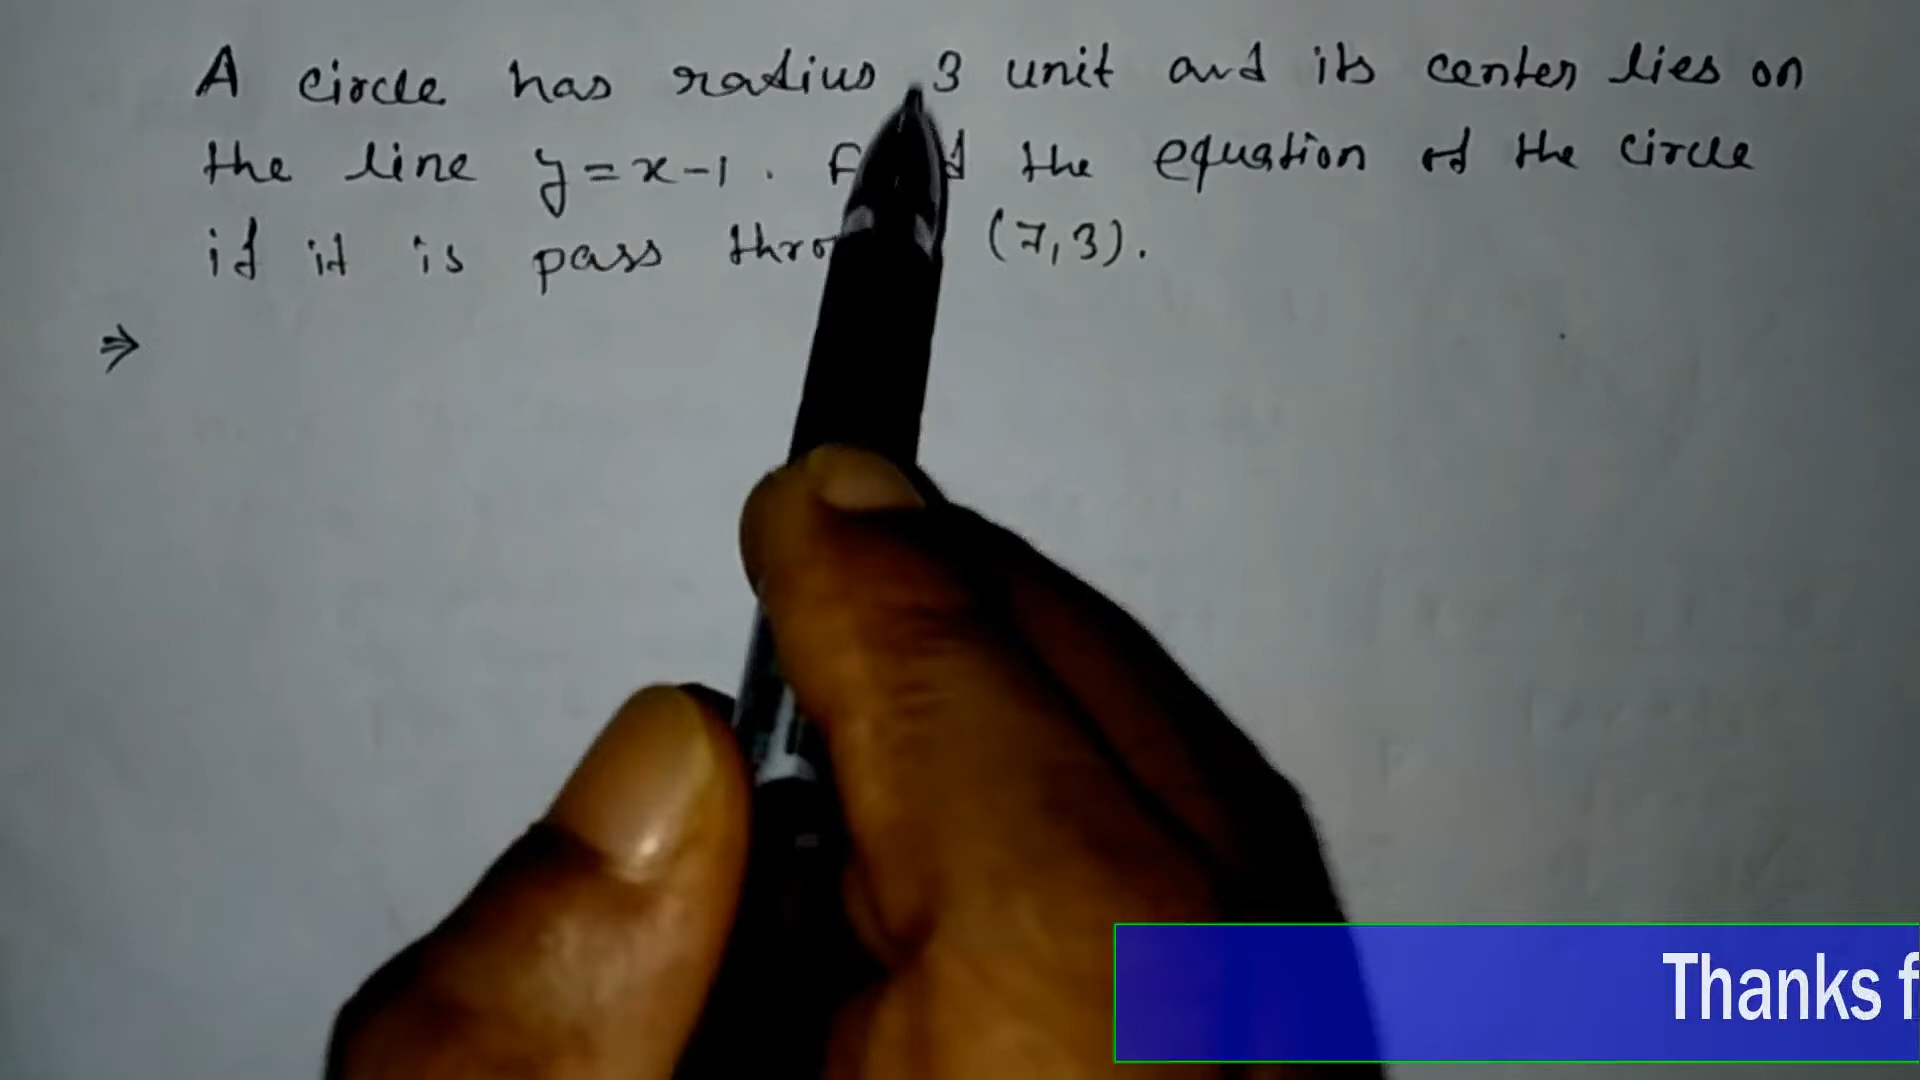 A circle has radius 3 unit and its center lies on
the line y=x-1. the equation of the circle
if it is pass (7,3).
⇒
Thanks